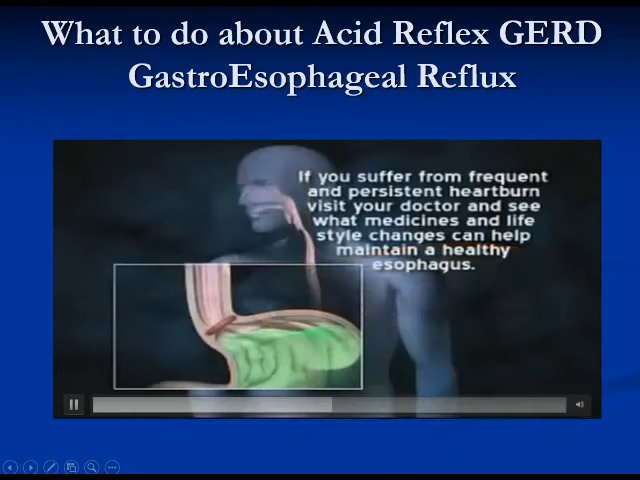 What to do about Acid Reflex GERD
GastroEsophageal Reflux
If you suffer from frequent
and persistent heartburn
visit your doctor and see
what medicines and life
style changes can help
maintain a healthy
esophagus.